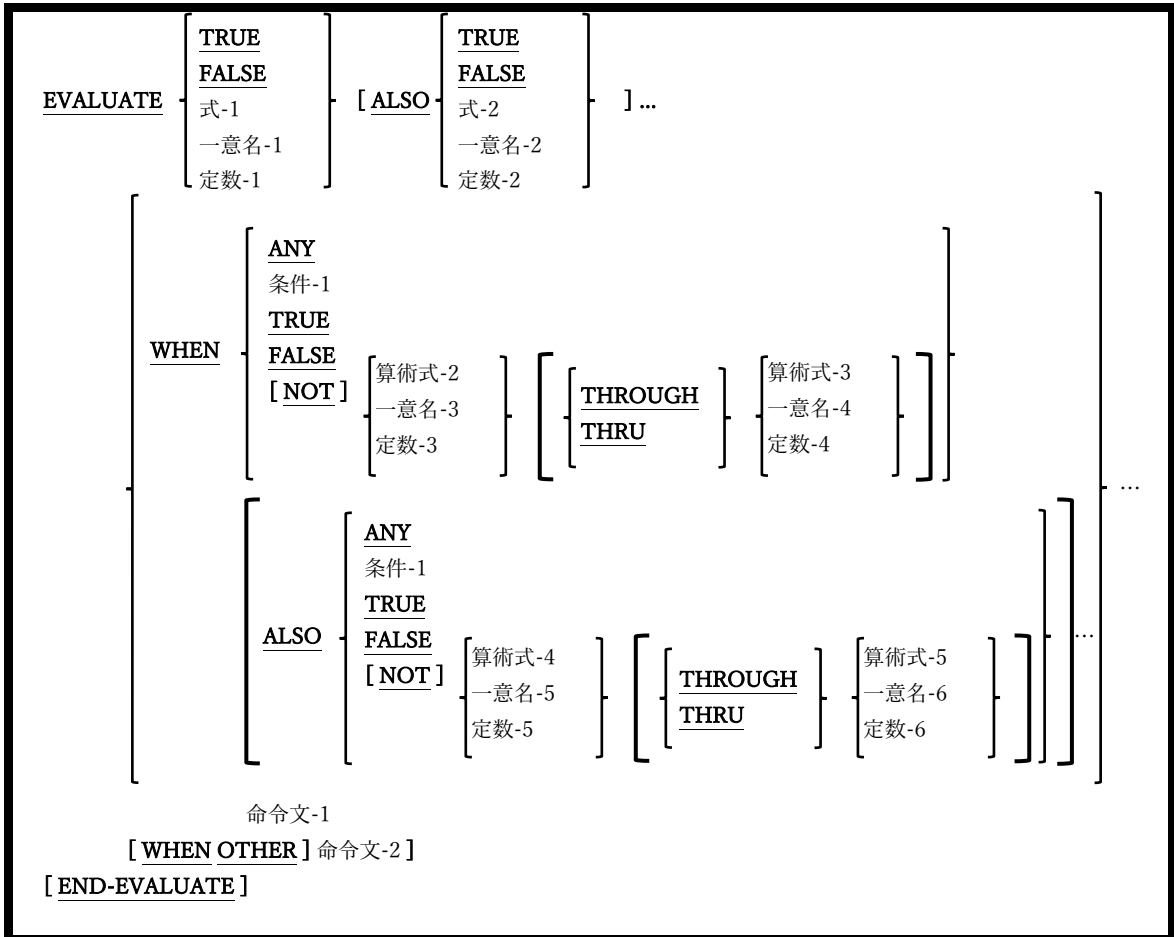 TRUE TRUE
FALSE FALSE
EVALUATE 式-1 [ ALSO 式-2 ] ...
一意名-1 一意名-2
定数-1 定数-2
ANY
条件-1
TRUE
WHEN FALSE
[ NOT ] 算術式-2 THROUGH 算術式-3
一意名-3 THRU 一意名-4
定数-3 定数-4
...
ANY
条件-1
TRUE
ALSO FALSE ...
[ NOT ] 算術式-4 THROUGH 算術式-5
一意名-5 THRU 一意名-6
定数-5 定数-6
命令文-1
[ WHEN OTHER ] 命令文-2 ]
[ END-EVALUATE ]